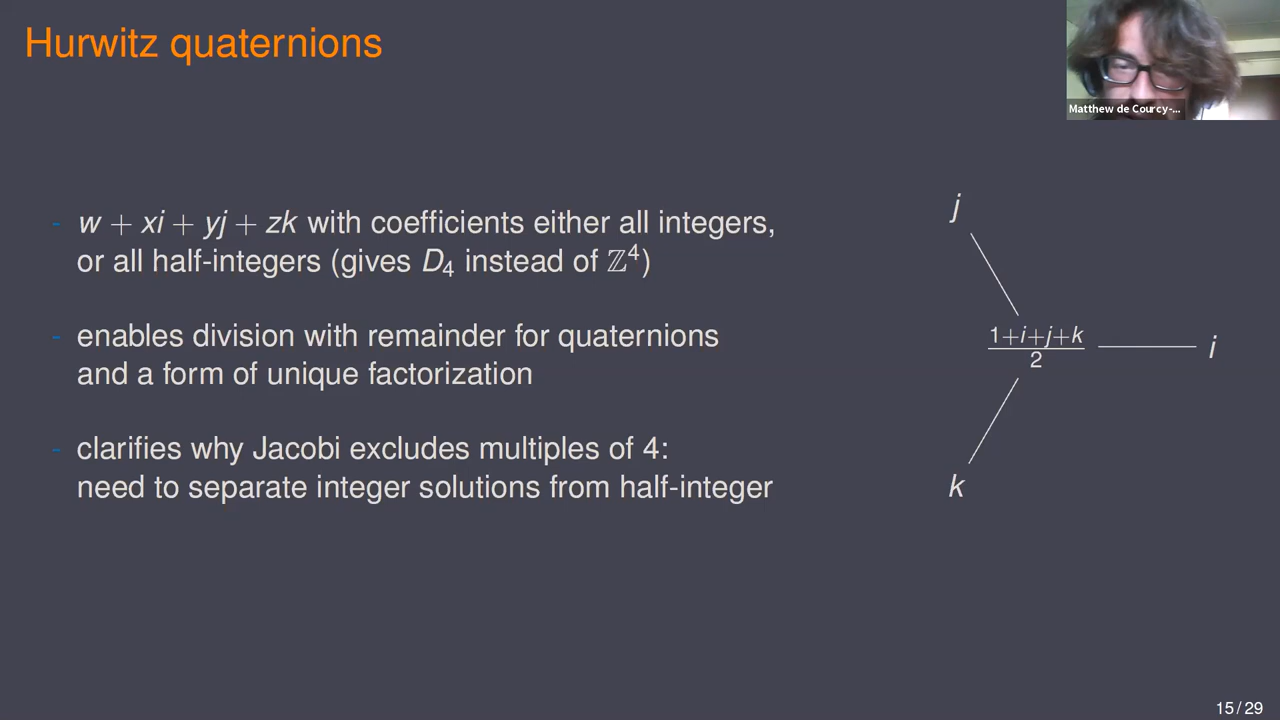 Hurwitz quaternions
Matthew de Courcy-...
- w + xi + yj + zk with coefficients either all integers,
or all half-integers (gives D₄ instead of ℤ⁴)
- enables division with remainder for quaternions
and a form of unique factorization
- clarifies why Jacobi excludes multiples of 4:
need to separate integer solutions from half-integer
j
1+i+j+k
2
i
k
15 / 29